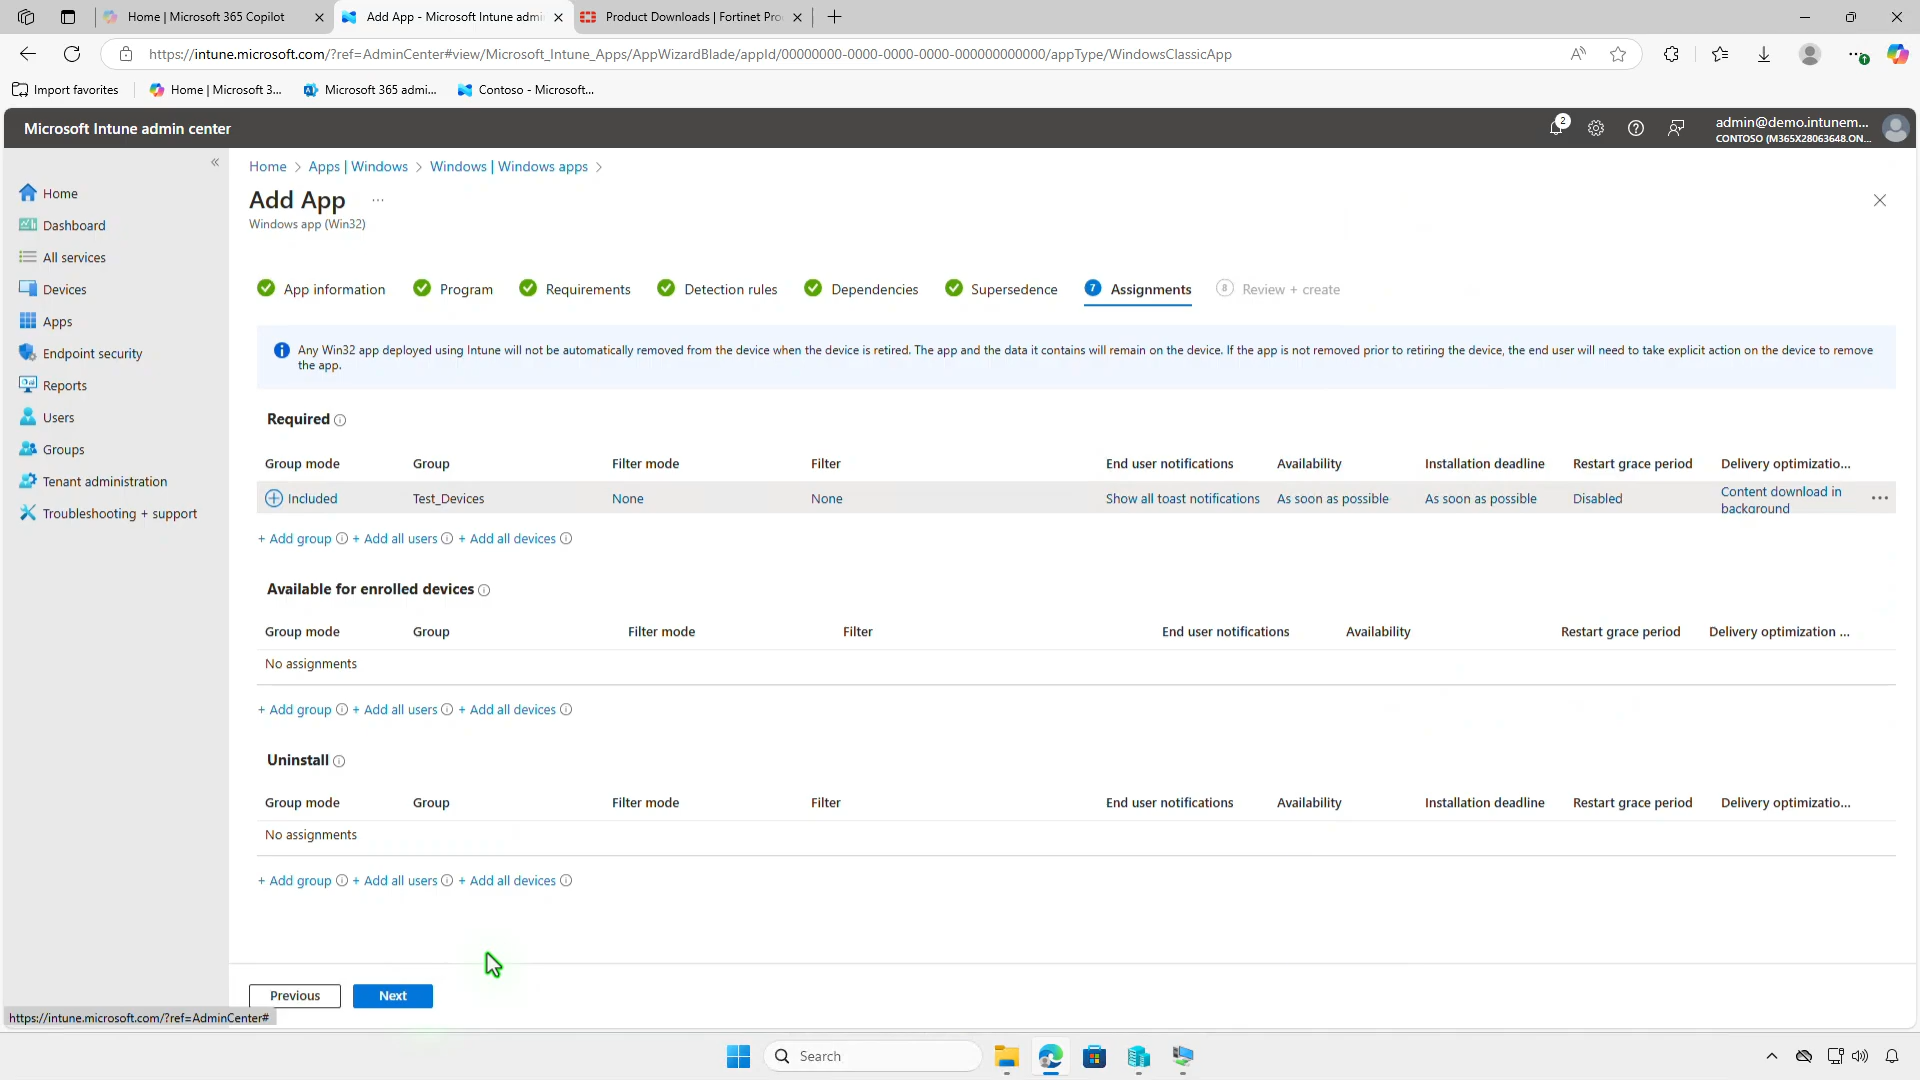 Home | Microsoft 365 Copilot
Add App - Microsoft Intune admi
Product Downloads | Fortinet Pro
https://intune.microsoft.com/?ref=AdminCenter#view/Microsoft_Intune_Apps/AppWizardBlade/appId/00000000-0000-0000-0000-000000000000/appType/WindowsClassicApp
Import favorites
Home | Microsoft 3...
Microsoft 365 admi...
Contoso - Microsoft...
Microsoft Intune admin center
2
admin@demo.intunem...
CONTOSO (M365X28063648.ON...
Home
Dashboard
All services
Devices
Apps
Endpoint security
Reports
Users
Groups
Tenant administration
Troubleshooting + support
Home > Apps | Windows > Windows | Windows apps >
Add App ...
Windows app (Win32)
App information
Program
Requirements
Detection rules
Dependencies
Supersedence
7 Assignments
8 Review + create
Any Win32 app deployed using Intune will not be automatically removed from the device when the device is retired. The app and the data it contains will remain on the device. If the app is not removed prior to retiring the device, the end user will need to take explicit action on the device to remove
the app.
Required
Group mode Group Filter mode Filter End user notifications Availability Installation deadline Restart grace period Delivery optimizatio...
Included Test_Devices None None Show all toast notifications As soon as possible As soon as possible Disabled Content download in
background
+ Add group + Add all users + Add all devices
Available for enrolled devices
Group mode Group Filter mode Filter End user notifications Availability Restart grace period Delivery optimization ...
No assignments
+ Add group + Add all users + Add all devices
Uninstall
Group mode Group Filter mode Filter End user notifications Availability Installation deadline Restart grace period Delivery optimizatio...
No assignments
+ Add group + Add all users + Add all devices
Previous
Next
https://intune.microsoft.com/?ref=AdminCenter#
Search